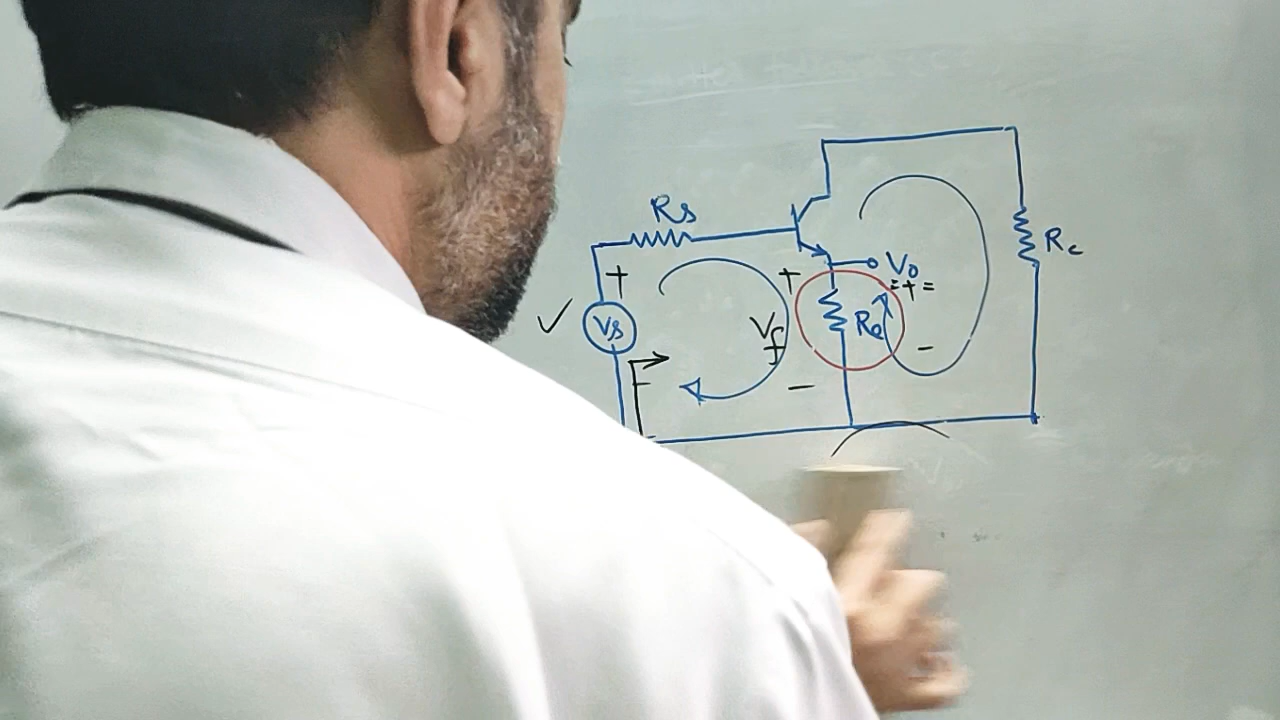 Rs
+ + Vo
=+=
Vs Vf Re Rc
- -